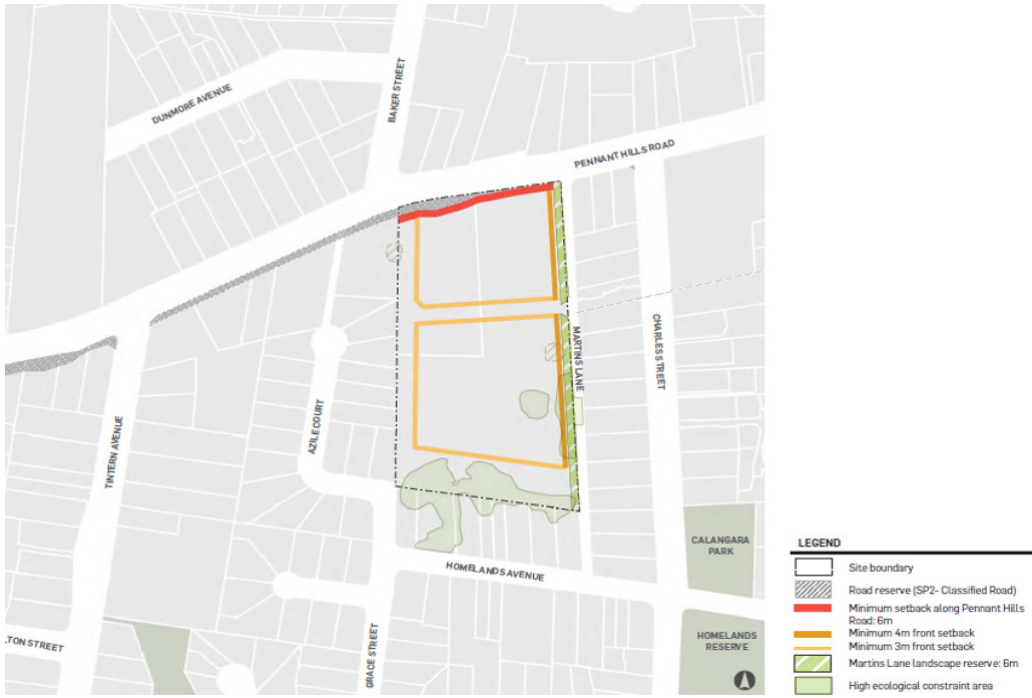 DUNMORE AVENUE
BAKER STREET
PENNANT HILLS ROAD
MARTINS LANE
CHARLES STREET
AZILE COURT
TINTERN AVENUE
CALANGARA
PARK
HOMELANDS AVENUE
HOMELANDS
RESERVE
LTON STREET
GRACE STREET
LEGEND
Site boundary
Road reserve (SP2- Classified Road)
Minimum setback along Pennant Hills
Road: 6m
Minimum 4m front setback
Minimum 3m front setback
Martins Lane landscape reserve: 6m
High ecological constraint area